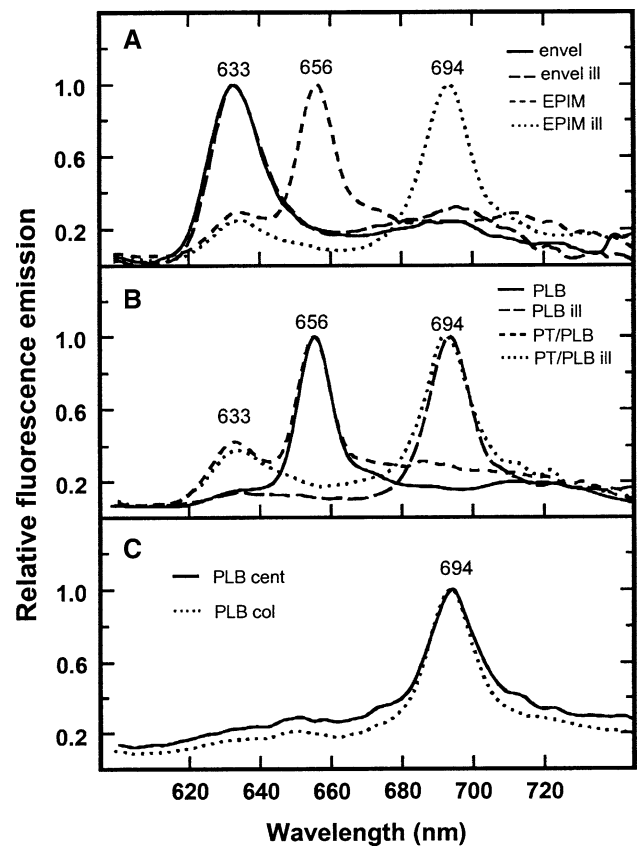 A
633
656
694
envel
envel ill
EPIM
EPIM ill
1.0
0.6
0.2
B
656
694
633
PLB
PLB ill
PT/PLB
PT/PLB ill
1.0
0.6
0.2
C
PLB cent
PLB col
694
1.0
0.6
0.2
Relative fluorescence emission
620 640 660 680 700 720
Wavelength (nm)